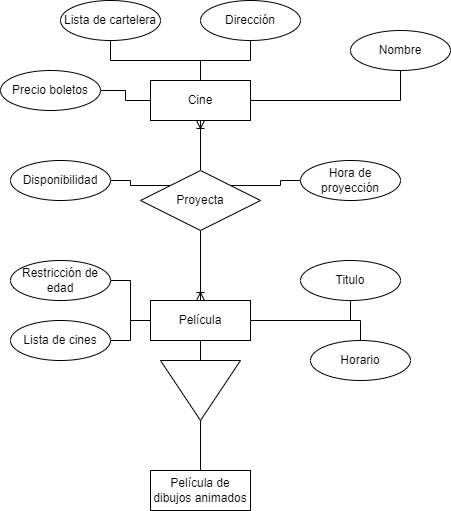 Lista de cartelera
Dirección
Nombre
Precio boletos
Cine
Disponibilidad
Proyecta
Hora de
proyección
Restricción de
edad
Titulo
Película
Lista de cines
Horario
Película de
dibujos animados